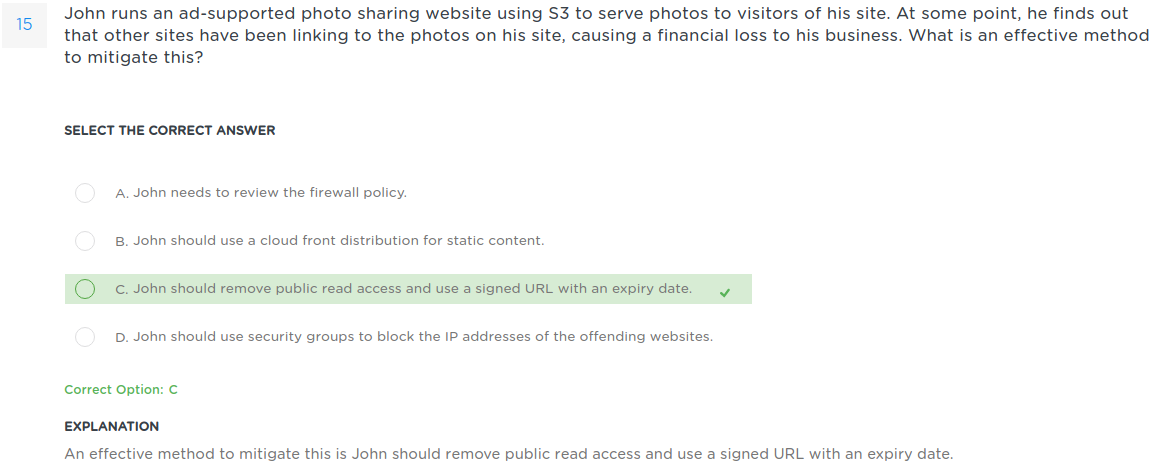 15
John runs an ad-supported photo sharing website using S3 to serve photos to visitors of his site. At some point, he finds out
that other sites have been linking to the photos on his site, causing a financial loss to his business. What is an effective method
to mitigate this?
SELECT THE CORRECT ANSWER
A. John needs to review the firewall policy.
B. John should use a cloud front distribution for static content.
C. John should remove public read access and use a signed URL with an expiry date.
D. John should use security groups to block the IP addresses of the offending websites.
Correct Option: C
EXPLANATION
An effective method to mitigate this is John should remove public read access and use a signed URL with an expiry date.